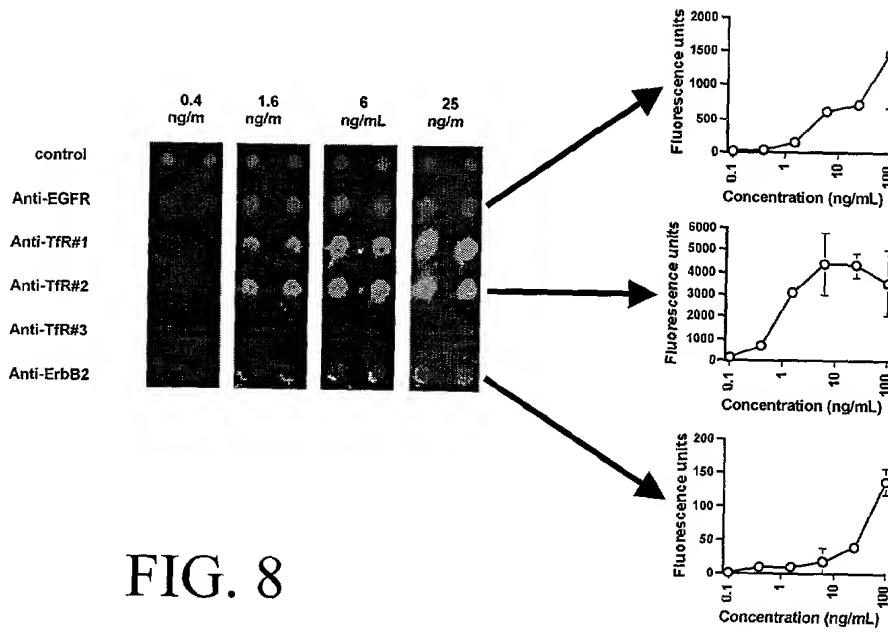 0.4 1.6 6 25
ng/m ng/m ng/mL ng/m
control
Anti-EGFR
Anti-TfR#1
Anti-TfR#2
Anti-TfR#3
Anti-ErbB2
Fluorescence units
2000
1500
1000
500
0
0.1 1 10 100
Concentration (ng/mL)
Fluorescence units
6000
5000
4000
3000
2000
1000
0
0.1 1 10 100
Concentration (ng/mL)
Fluorescence units
200
150
100
50
0
0.1 1 10 100
Concentration (ng/mL)
FIG. 8